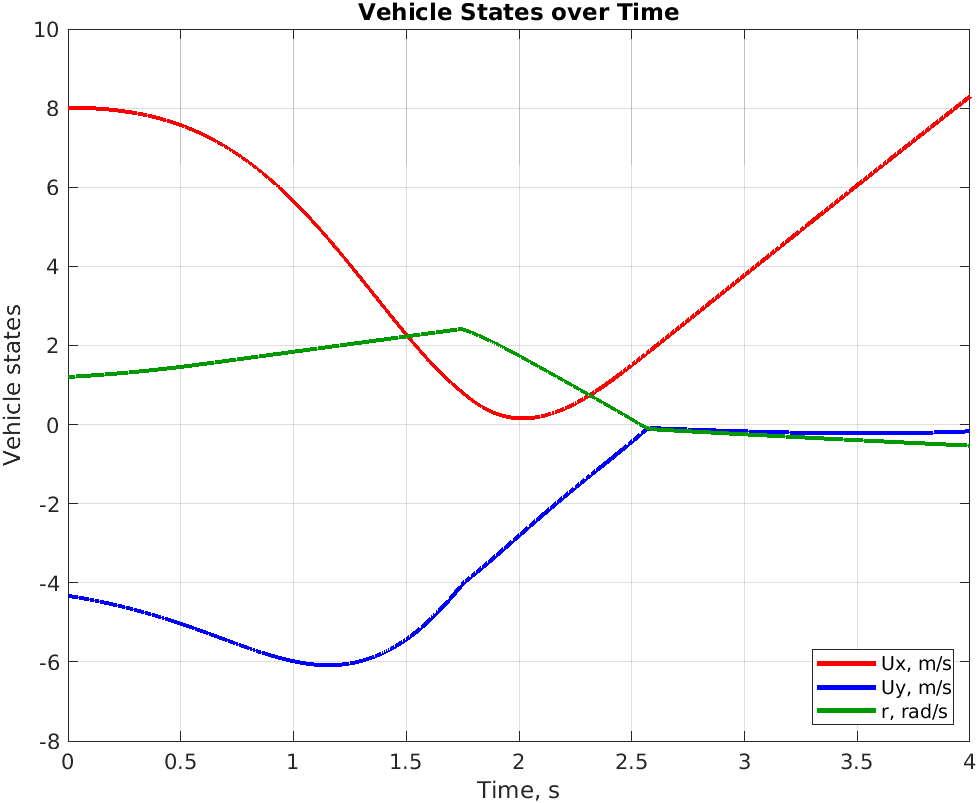 Vehicle States over Time
10
8
6
4
2
0
-2
-4
-6
-8
Vehicle states
0 0.5 1 1.5 2 2.5 3 3.5 4
Time, s
Ux, m/s
Uy, m/s
r, rad/s